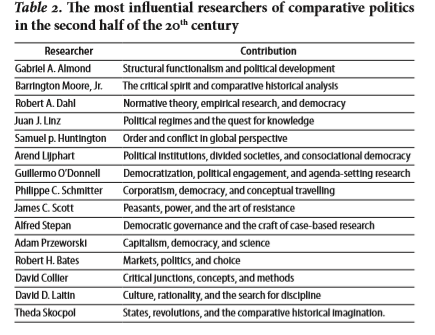 Table 2. The most influential researchers of comparative politics
in the second half of the 20th century
Researcher Contribution
Gabriel A. Almond Structural functionalism and political development
Barrington Moore, Jr. The critical spirit and comparative historical analysis
Robert A. Dahl Normative theory, empirical research, and democracy
Juan J. Linz Political regimes and the quest for knowledge
Samuel p. Huntington Order and conflict in global perspective
Arend Lijphart Political institutions, divided societies, and consociational democracy
Guillermo O'Donnell Democratization, political engagement, and agenda-setting research
Philippe C. Schmitter Corporatism, democracy, and conceptual travelling
James C. Scott Peasants, power, and the art of resistance
Alfred Stepan Democratic governance and the craft of case-based research
Adam Przeworski Capitalism, democracy, and science
Robert H. Bates Markets, politics, and choice
David Collier Critical junctions, concepts, and methods
David D. Laitin Culture, rationality, and the search for discipline
Theda Skocpol States, revolutions, and the comparative historical imagination.